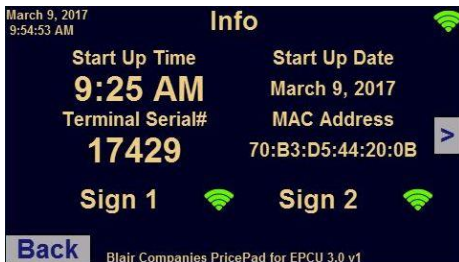 March 9, 2017
9:54:53 AM
Info
Start Up Time
Start Up Date
9:25 AM
March 9, 2017
Terminal Serial#
MAC Address
17429
70:B3:D5:44:20:0B
>
Sign 1
Sign 2
Back
Blair Companies PricePad for EPCU 3.0 v1